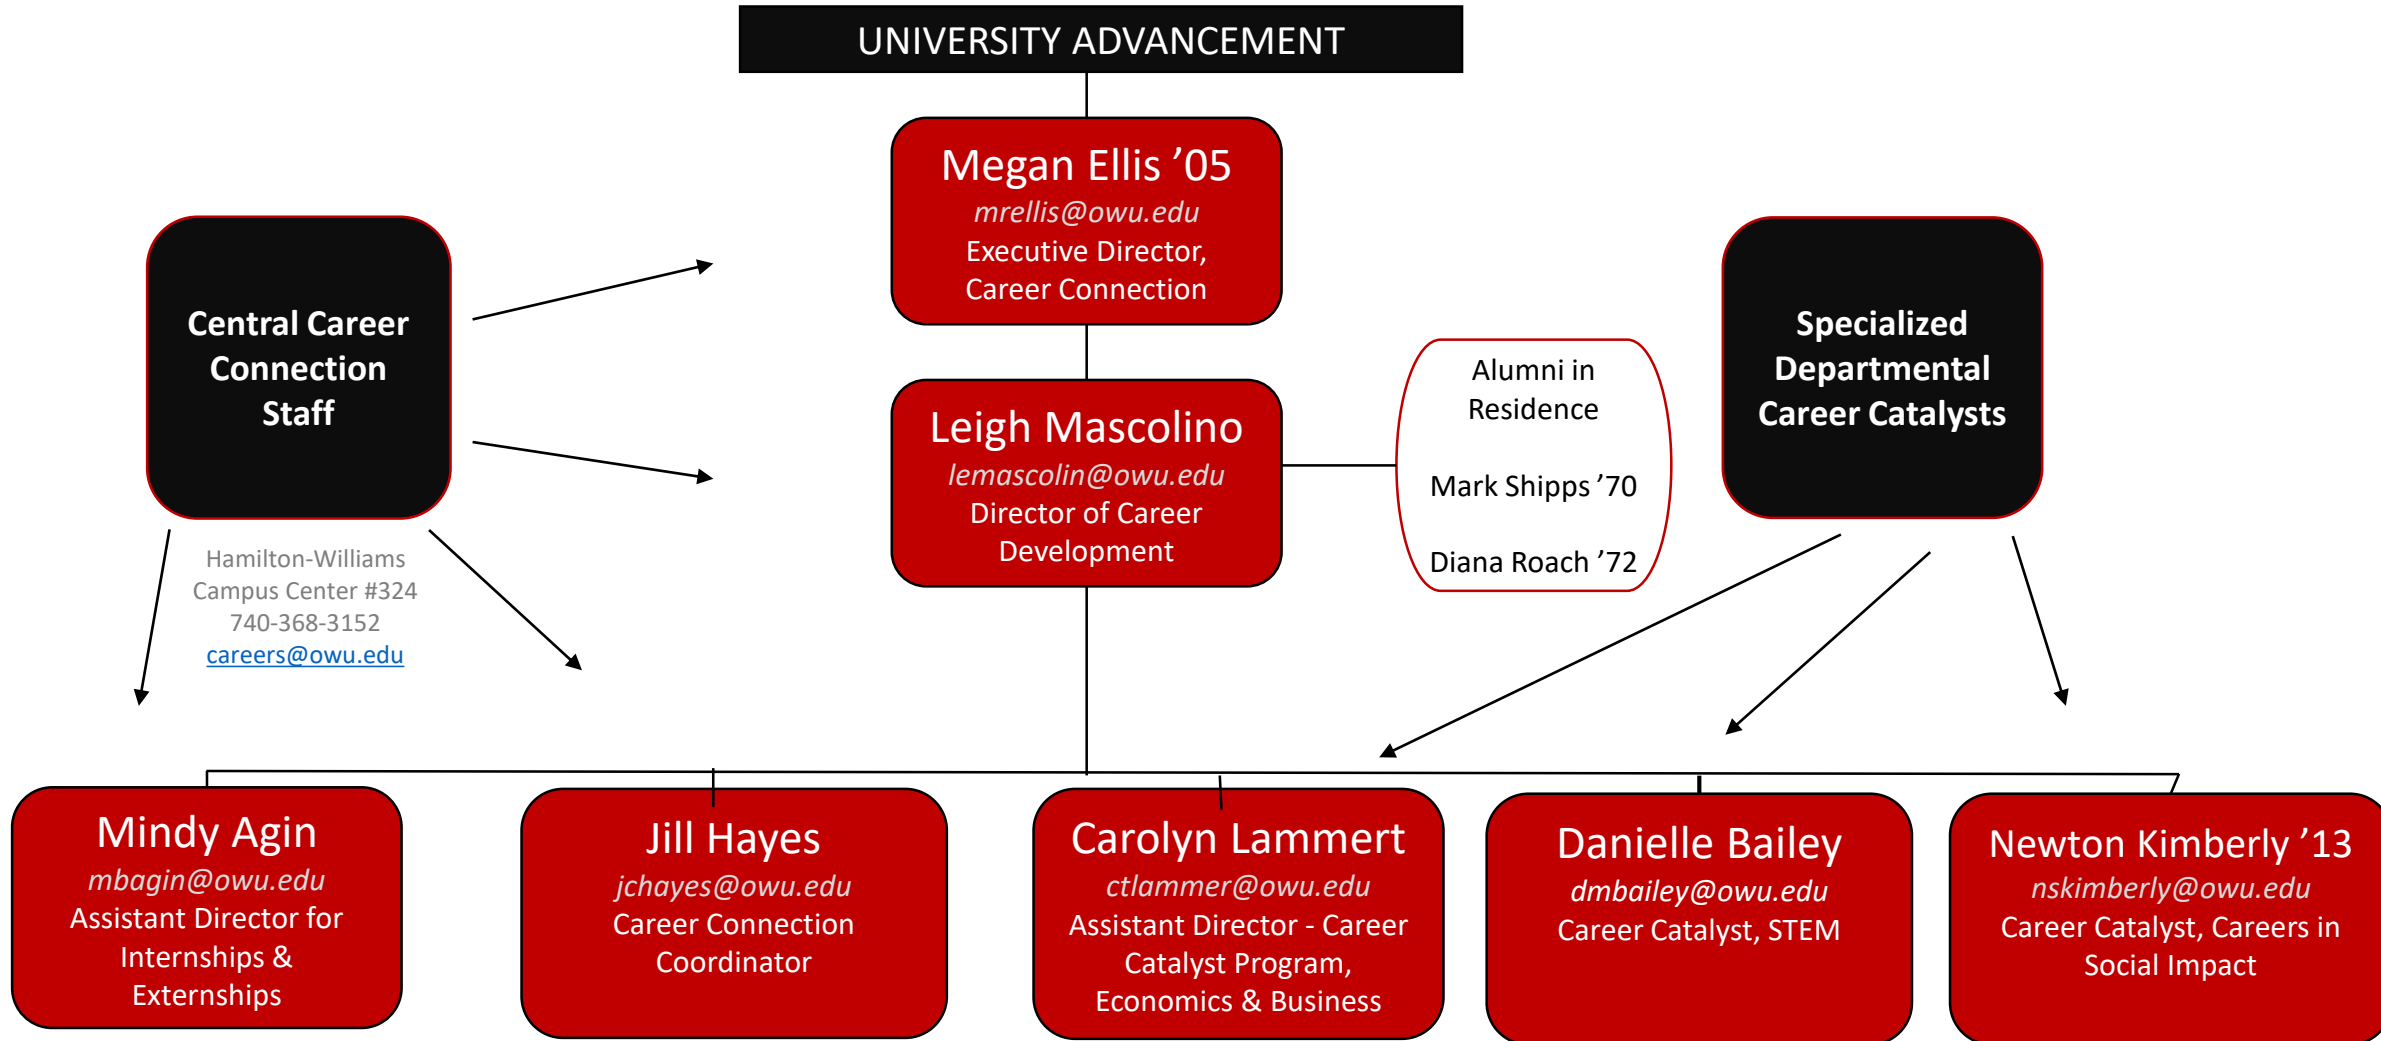 UNIVERSITY ADVANCEMENT
Megan Ellis ’05
mrellis@owu.edu
Executive Director,
Career Connection
Central Career
Connection
Staff
Specialized
Departmental
Career Catalysts
Leigh Mascolino
lemascolin@owu.edu
Director of Career
Development
Alumni in
Residence
Mark Shipps ’70
Diana Roach ’72
Hamilton-Williams
Campus Center #324
740-368-3152
careers@owu.edu
Mindy Agin
mbagin@owu.edu
Assistant Director for
Internships &
Externships
Jill Hayes
jchayes@owu.edu
Career Connection
Coordinator
Carolyn Lammert
ctlammer@owu.edu
Assistant Director - Career
Catalyst Program,
Economics & Business
Danielle Bailey
dmbailey@owu.edu
Career Catalyst, STEM
Newton Kimberly ’13
nskimberly@owu.edu
Career Catalyst, Careers in
Social Impact